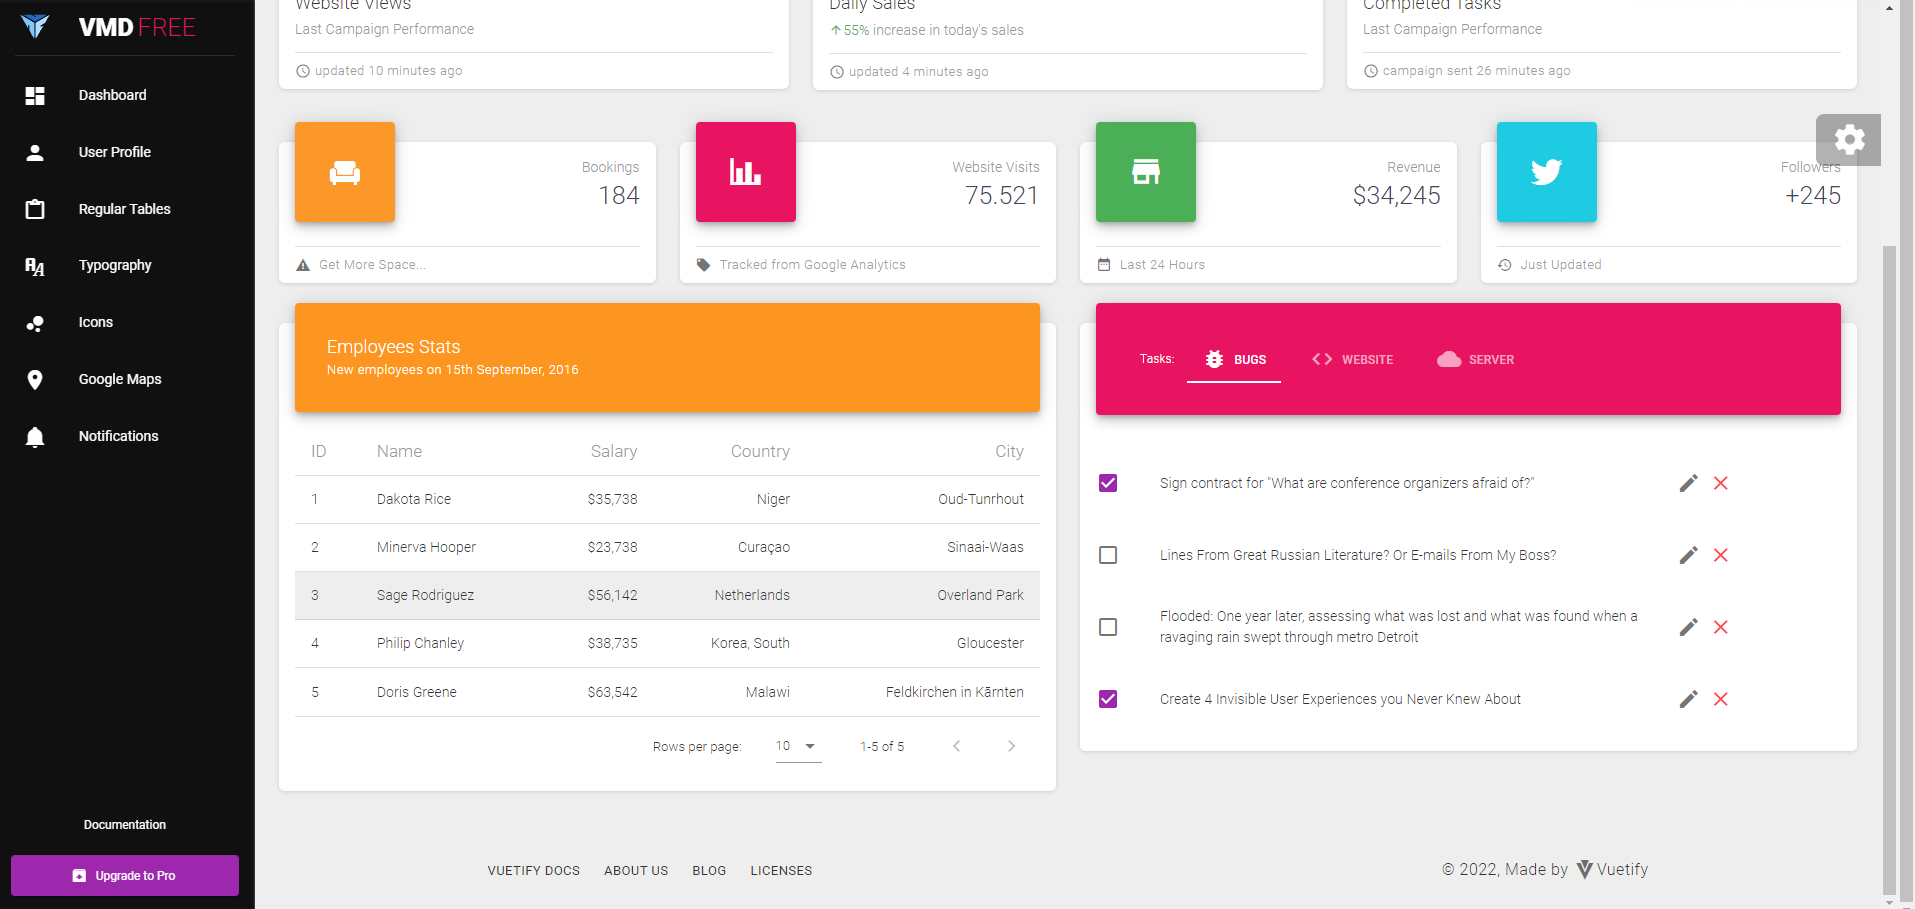 VMD FREE
Dashboard
User Profile
Regular Tables
Typography
Icons
Google Maps
Notifications
Documentation
Upgrade to Pro
Website Views
Last Campaign Performance
updated 10 minutes ago
Daily Sales
55% increase in today's sales
updated 4 minutes ago
Completed Tasks
Last Campaign Performance
campaign sent 26 minutes ago
Bookings
184
Get More Space...
Website Visits
75.521
Tracked from Google Analytics
Revenue
$34,245
Last 24 Hours
Followers
+245
Just Updated
Employees Stats
New employees on 15th September, 2016
ID Name Salary Country City
1 Dakota Rice $35,738 Niger Oud-Tunrhout
2 Minerva Hooper $23,738 Curaçao Sinaai-Waas
3 Sage Rodriguez $56,142 Netherlands Overland Park
4 Philip Chanley $38,735 Korea, South Gloucester
5 Doris Greene $63,542 Malawi Feldkirchen in Kārnten
Rows per page: 10 1-5 of 5
Tasks: BUGS WEBSITE SERVER
Sign contract for "What are conference organizers afraid of?"
Lines From Great Russian Literature? Or E-mails From My Boss?
Flooded: One year later, assessing what was lost and what was found when a
ravaging rain swept through metro Detroit
Create 4 Invisible User Experiences you Never Knew About
VUETIFY DOCS ABOUT US BLOG LICENSES
© 2022, Made by Vuetify